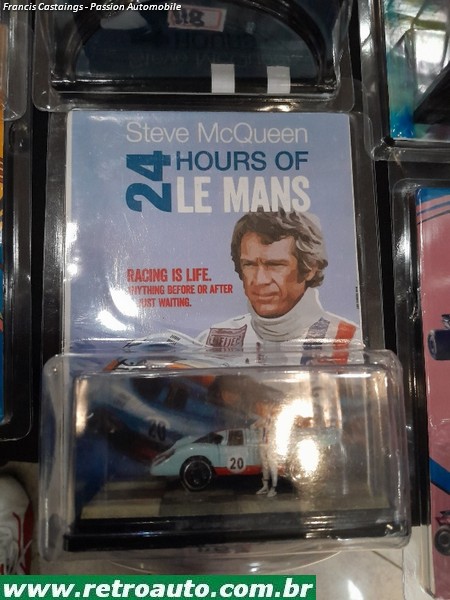 Francis Castaings - Passion Automobile
Steve McQueen
24 HOURS OF
LE MANS
RACING IS LIFE.
ANYTHING BEFORE OR AFTER
JUST WAITING.
20
20
www.retroauto.com.br